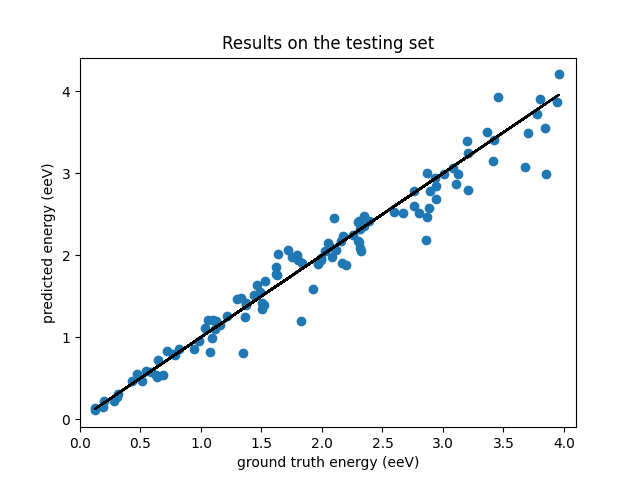 Results on the testing set
predicted energy (eeV)
4
3
2
1
0
0.0 0.5 1.0 1.5 2.0 2.5 3.0 3.5 4.0
ground truth energy (eeV)